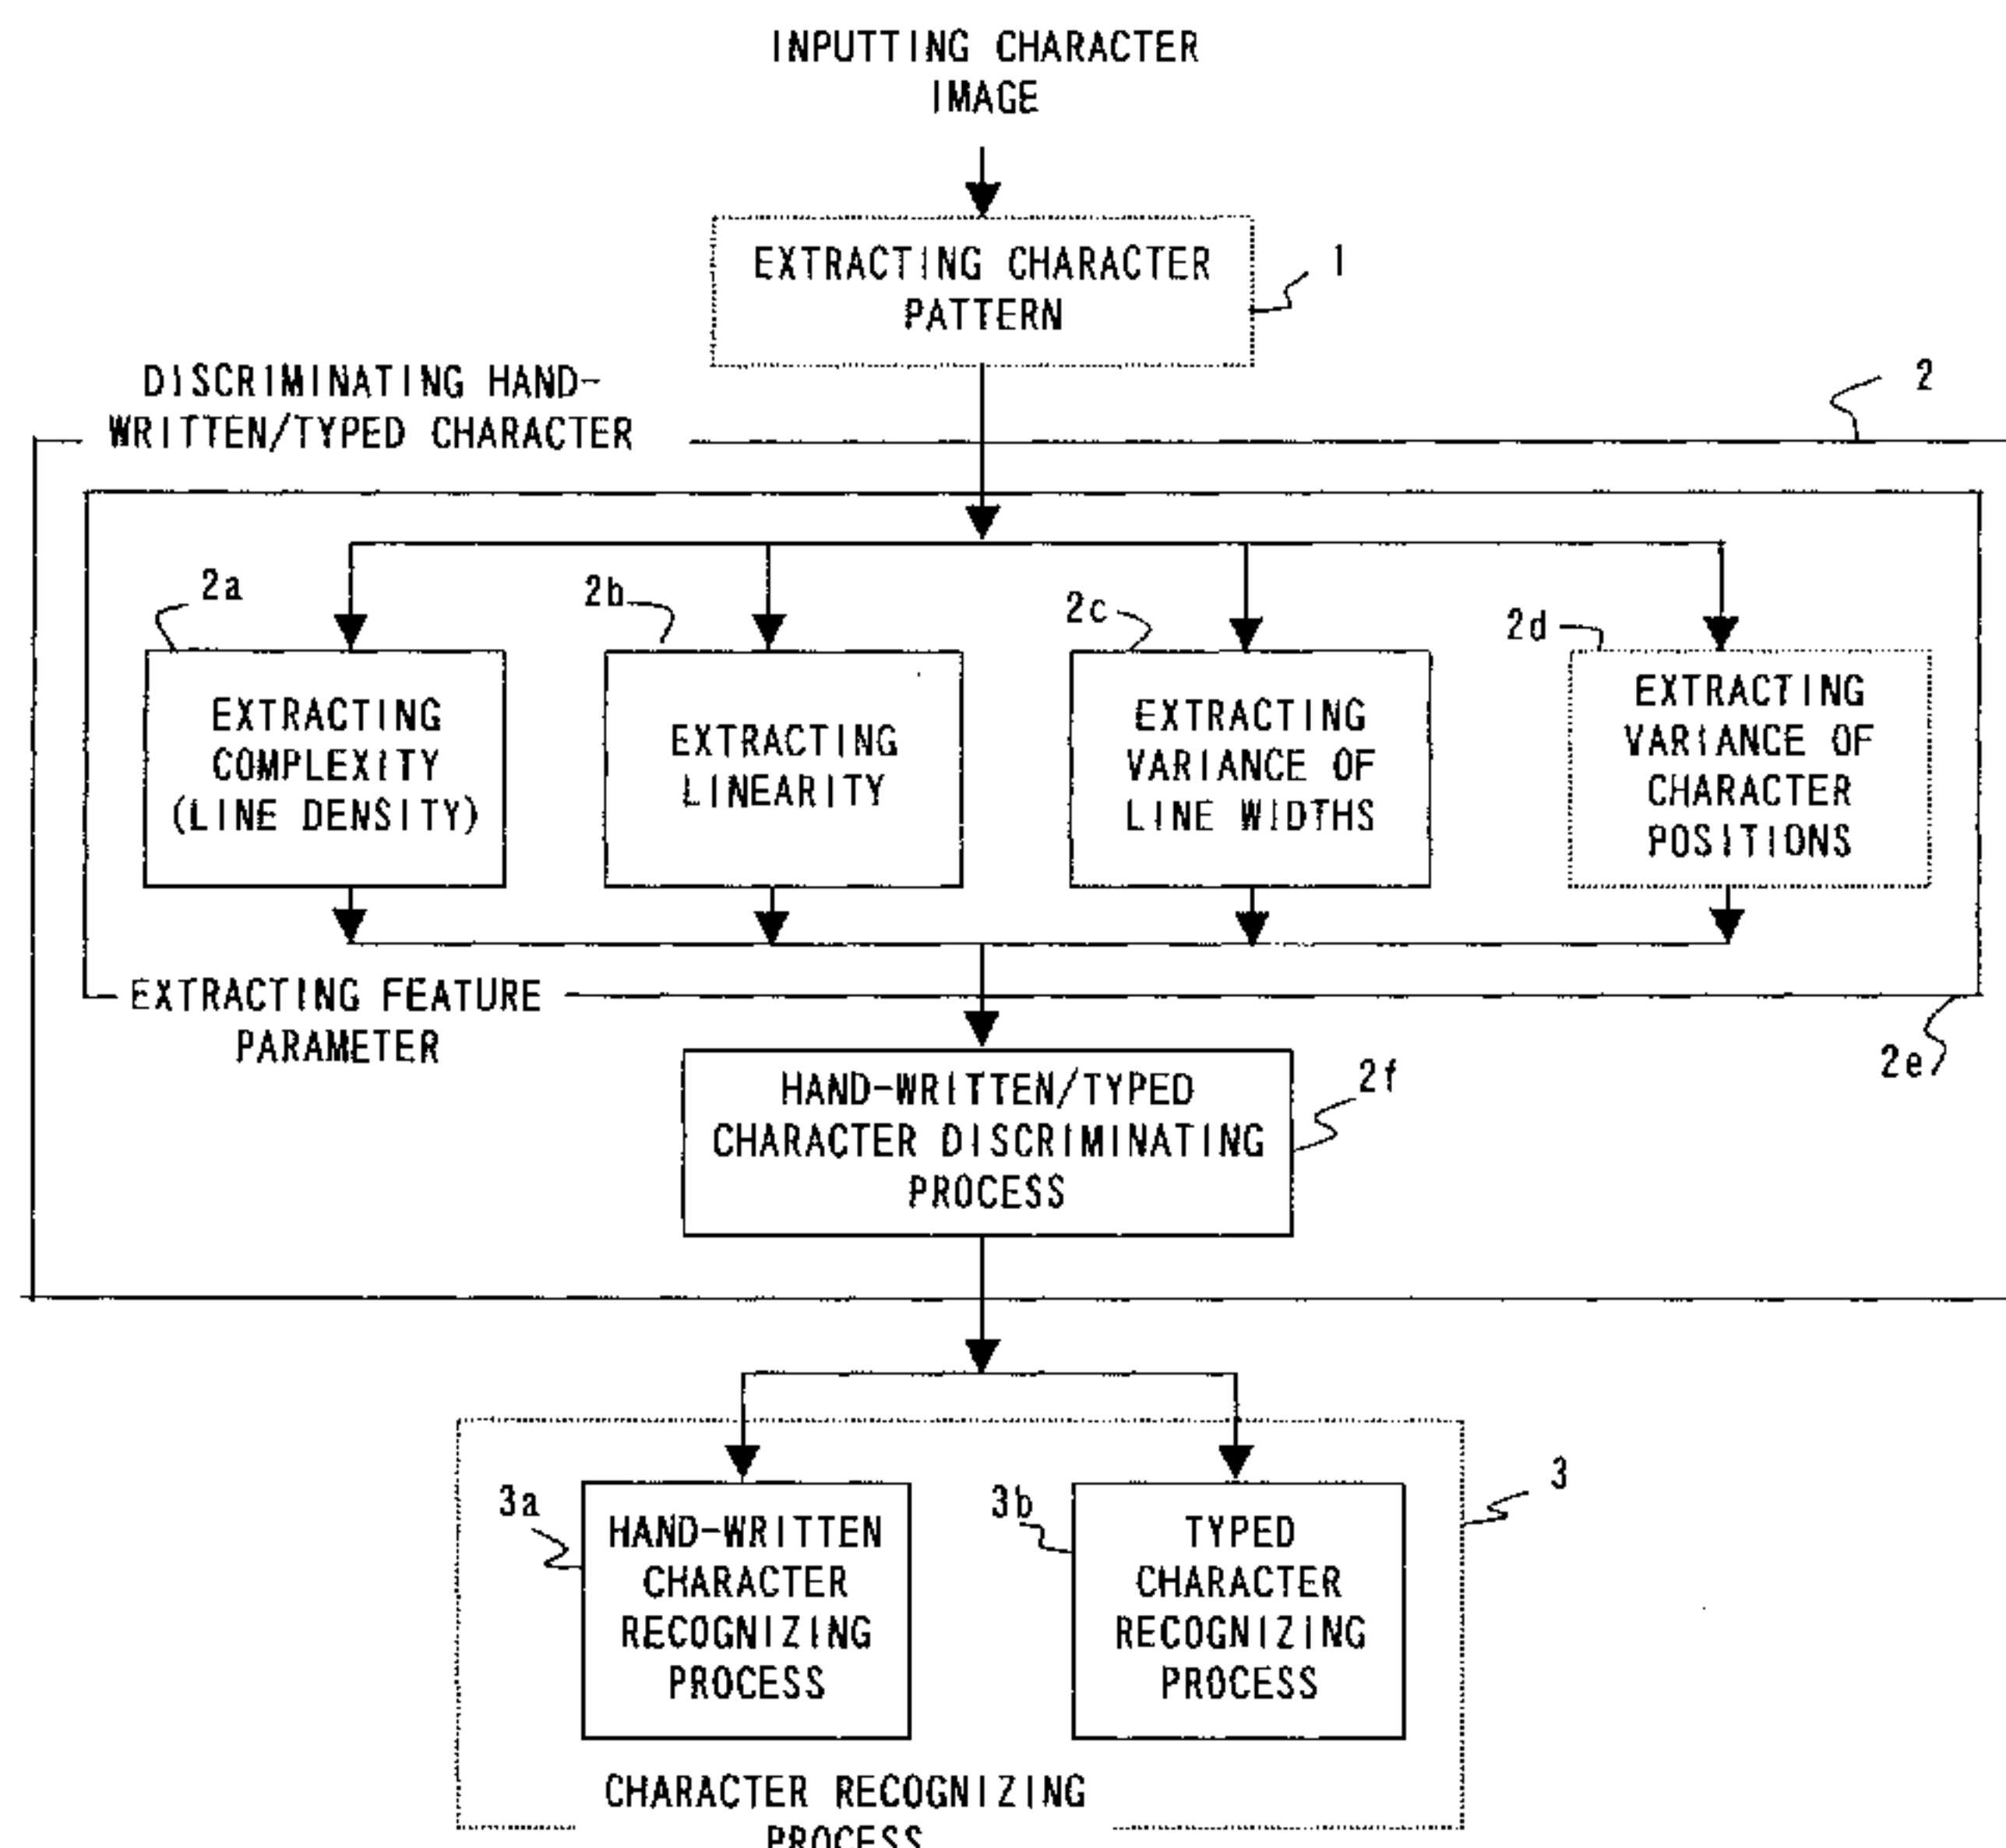 INPUTTING CHARACTER
IMAGE
EXTRACTING CHARACTER
PATTERN
1
DISCRIMINATING HAND-
WRITTEN/TYPED CHARACTER
2
2a
2b
2c
2d
EXTRACTING
COMPLEXITY
(LINE DENSITY)
EXTRACTING
LINEARITY
EXTRACTING
VARIANCE OF
LINE WIDTHS
EXTRACTING
VARIANCE OF
CHARACTER
POSITIONS
EXTRACTING FEATURE
PARAMETER
2e
HAND-WRITTEN/TYPED
CHARACTER DISCRIMINATING
PROCESS
2f
3a
HAND-WRITTEN
CHARACTER
RECOGNIZING
PROCESS
3b
TYPED
CHARACTER
RECOGNIZING
PROCESS
3
CHARACTER RECOGNIZING
PROCESS